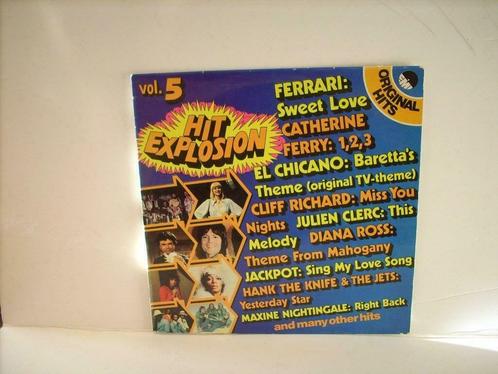 vol. 5
HIT
EXPLOSION
ORIGINAL
HITS
EMI
FERRARI:
Sweet Love
CATHERINE
FERRY: 1,2,3
EL CHICANO: Baretta's
Theme (original TV-theme)
CLIFF RICHARD: Miss You
Nights JULIEN CLERC: This
Melody DIANA ROSS:
Theme From Mahogany
JACKPOT: Sing My Love Song
HANK THE KNIFE & THE JETS:
Yesterday Star
MAXINE NIGHTINGALE: Right Back
and many other hits